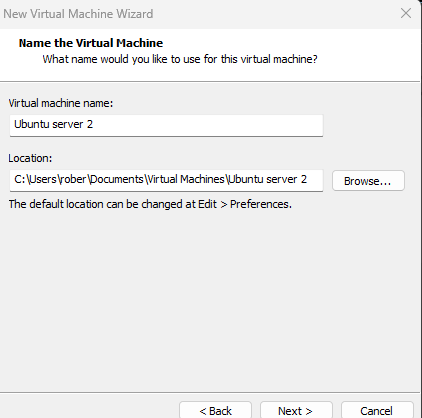 New Virtual Machine Wizard
Name the Virtual Machine
What name would you like to use for this virtual machine?
Virtual machine name:
Ubuntu server 2
Location:
C:\Users\rober\Documents\Virtual Machines\Ubuntu server 2
Browse...
The default location can be changed at Edit > Preferences.
< Back
Next >
Cancel